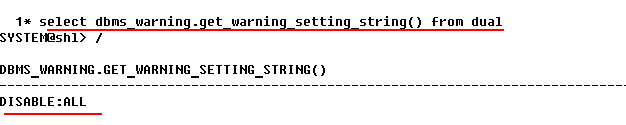 1* select dbms_warning.get_warning_setting_string() from dual
SYSTEM@shl> /
DBMS_WARNING.GET_WARNING_SETTING_STRING()
--------------------------------------------------------------------------------
DISABLE:ALL